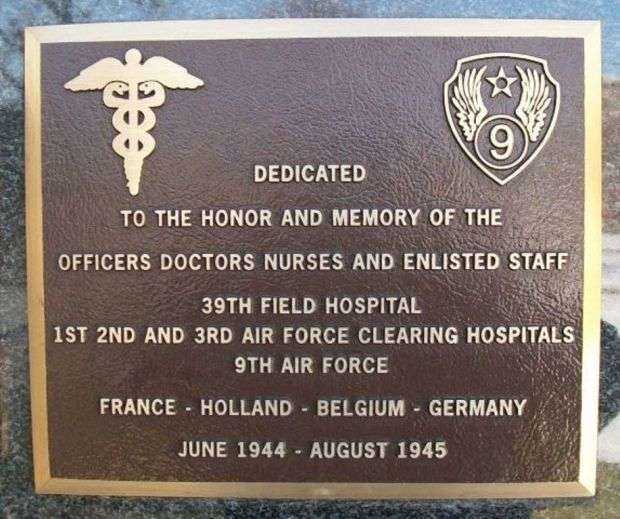 9
DEDICATED
TO THE HONOR AND MEMORY OF THE
OFFICERS DOCTORS NURSES AND ENLISTED STAFF
39TH FIELD HOSPITAL
1ST 2ND AND 3RD AIR FORCE CLEARING HOSPITALS
9TH AIR FORCE
FRANCE - HOLLAND - BELGIUM - GERMANY
JUNE 1944 - AUGUST 1945